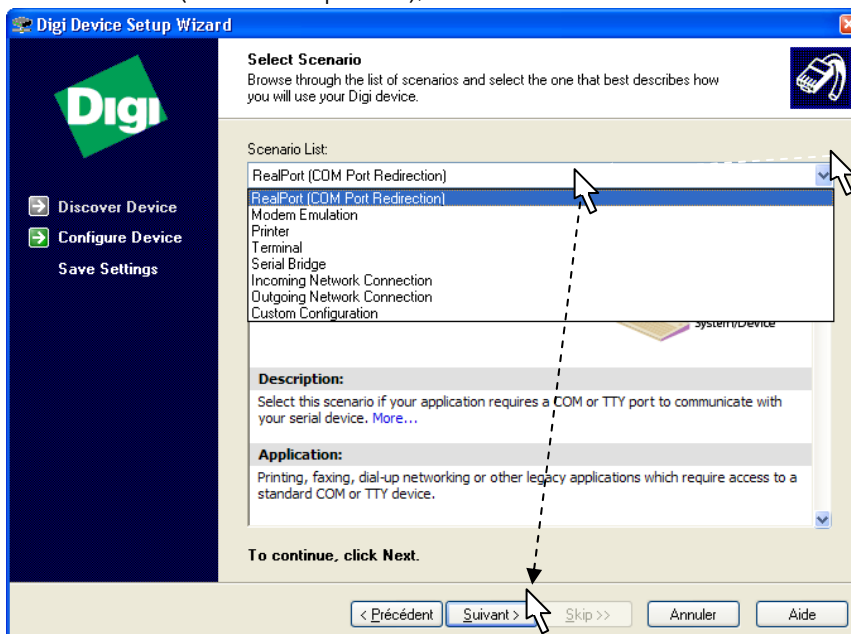 Digi Device Setup Wizard
Select Scenario
Browse through the list of scenarios and select the one that best describes how
you will use your Digi device.
DIGI
Scenario List:
RealPort (COM Port Redirection)
RealPort (COM Port Redirection)
Modem Emulation
Printer
Terminal
Serial Bridge
Incoming Network Connection
Outgoing Network Connection
Custom Configuration
Discover Device
Configure Device
Save Settings
System/Device
Description:
Select this scenario if your application requires a COM or TTY port to communicate with
your serial device. More...
Application:
Printing, faxing, dial-up networking or other legacy applications which require access to a
standard COM or TTY device.
To continue, click Next.
< Précédent
Suivant >
Skip >>
Annuler
Aide